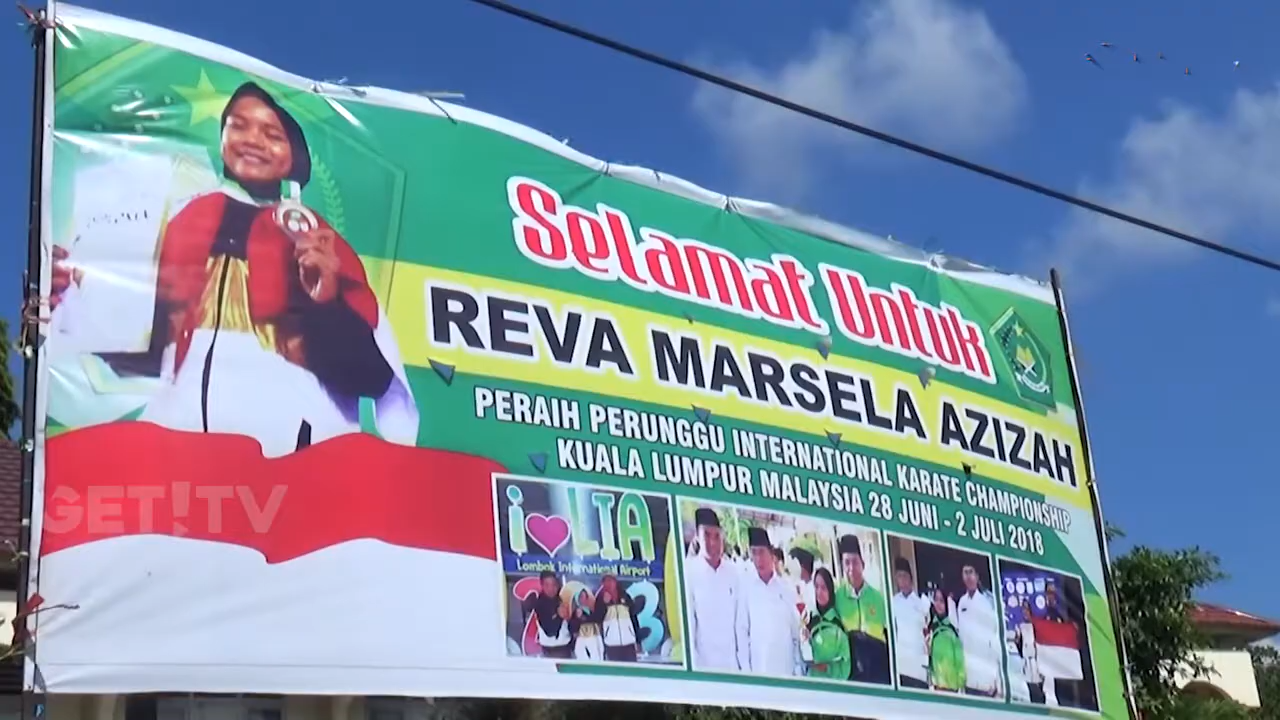 Selamat Untuk
REVA MARSELA AZIZAH
PERAIH PERUNGGU INTERNATIONAL KARATE CHAMPIONSHIP
KUALA LUMPUR MALAYSIA 28 JUNI - 2 JULI 2018
GET!TV
i LIA
Lombok International Airport